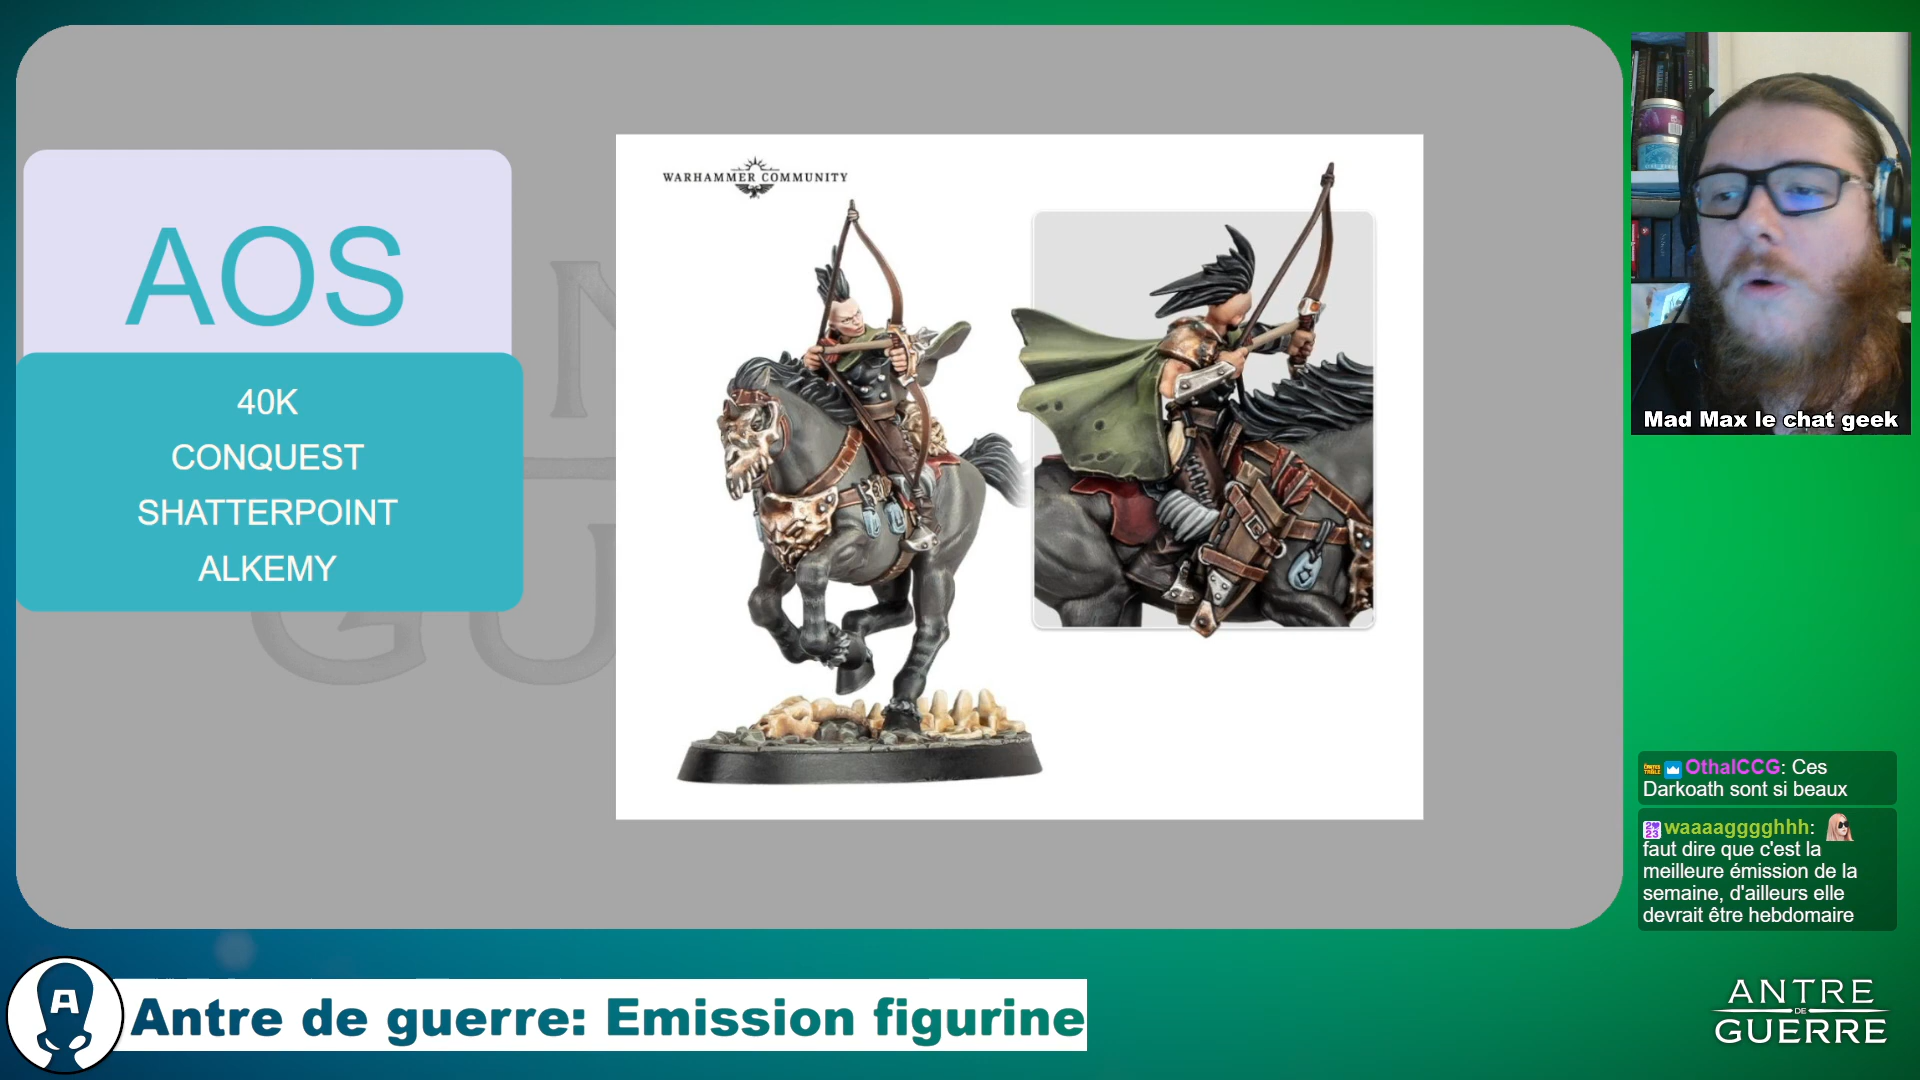 AOS
40K
CONQUEST
SHATTERPOINT
ALKEMY
WARHAMMER COMMUNITY
Mad Max le chat geek
OthalCCG: Ces
Darkoath sont si beaux
waaaagggghhh:
faut dire que c'est la
meilleure émission de la
semaine, d'ailleurs elle
devrait être hebdomaire
A
Antre de guerre: Emission figurine
ANTRE
DE
GUERRE